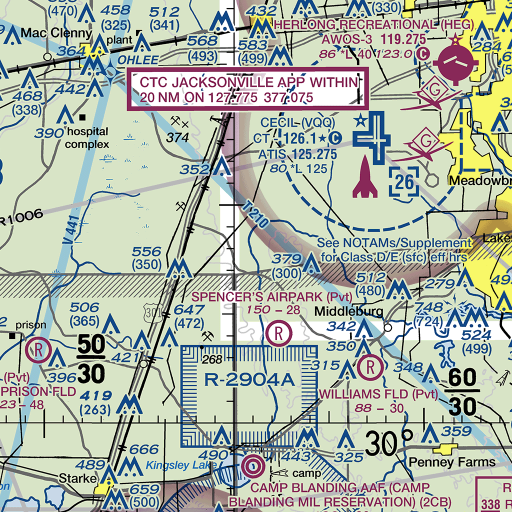 458
(325)
512
(341)
432
(330)
HERLONG RECREATIONAL (HEG)
AWOS-3 119.275
86 *L 40 123.0 C
Mac Clenny
plant
364
OHLEE
568
(493)
583
(499)
284
442
468
(338)
390
hospital
complex
CTC JACKSONVILLE APP WITHIN
20 NM ON 127.775 377.075
374
352
CECIL (VQQ)
CT - 126.1 C
ATIS 125.275
80 *L 125
G
G
26
Meadowbr
R1006
V 441
T210
Lake
See NOTAMs/Supplement
for Class D/E (sfc) eff hrs
556
(350)
379
(300)
512
(480)
279
301
506
(365)
647
(472)
SPENCER'S AIRPARK (Pvt)
150 - 28
Middleburg
748
(724)
524
(499)
prison
R
50
30
421
268
R
342
350
315
R
348
(Pvt)
PRISON FLD
23 - 48
396
419
(263)
R-2904A
WILLIAMS FLD (Pvt)
88 - 30
60
30
666
490
443
325
30°
359
Penney Farms
489
Starke
Kingsley Lake
camp
659
(500)
CAMP BLANDING AAF (CAMP
BLANDING MIL RESERVATION) (2CB)
R
338